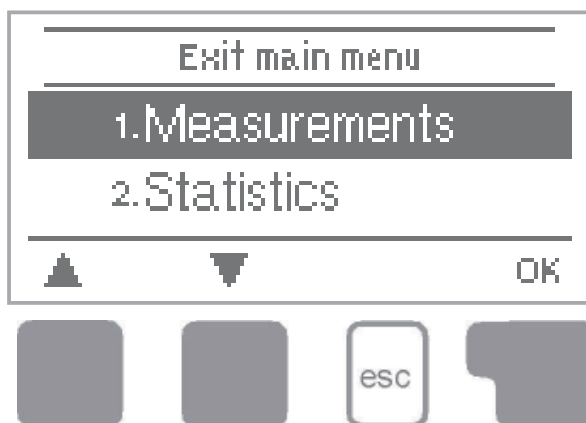 Exit main menu
1.Measurements
2.Statistics
OK
esc